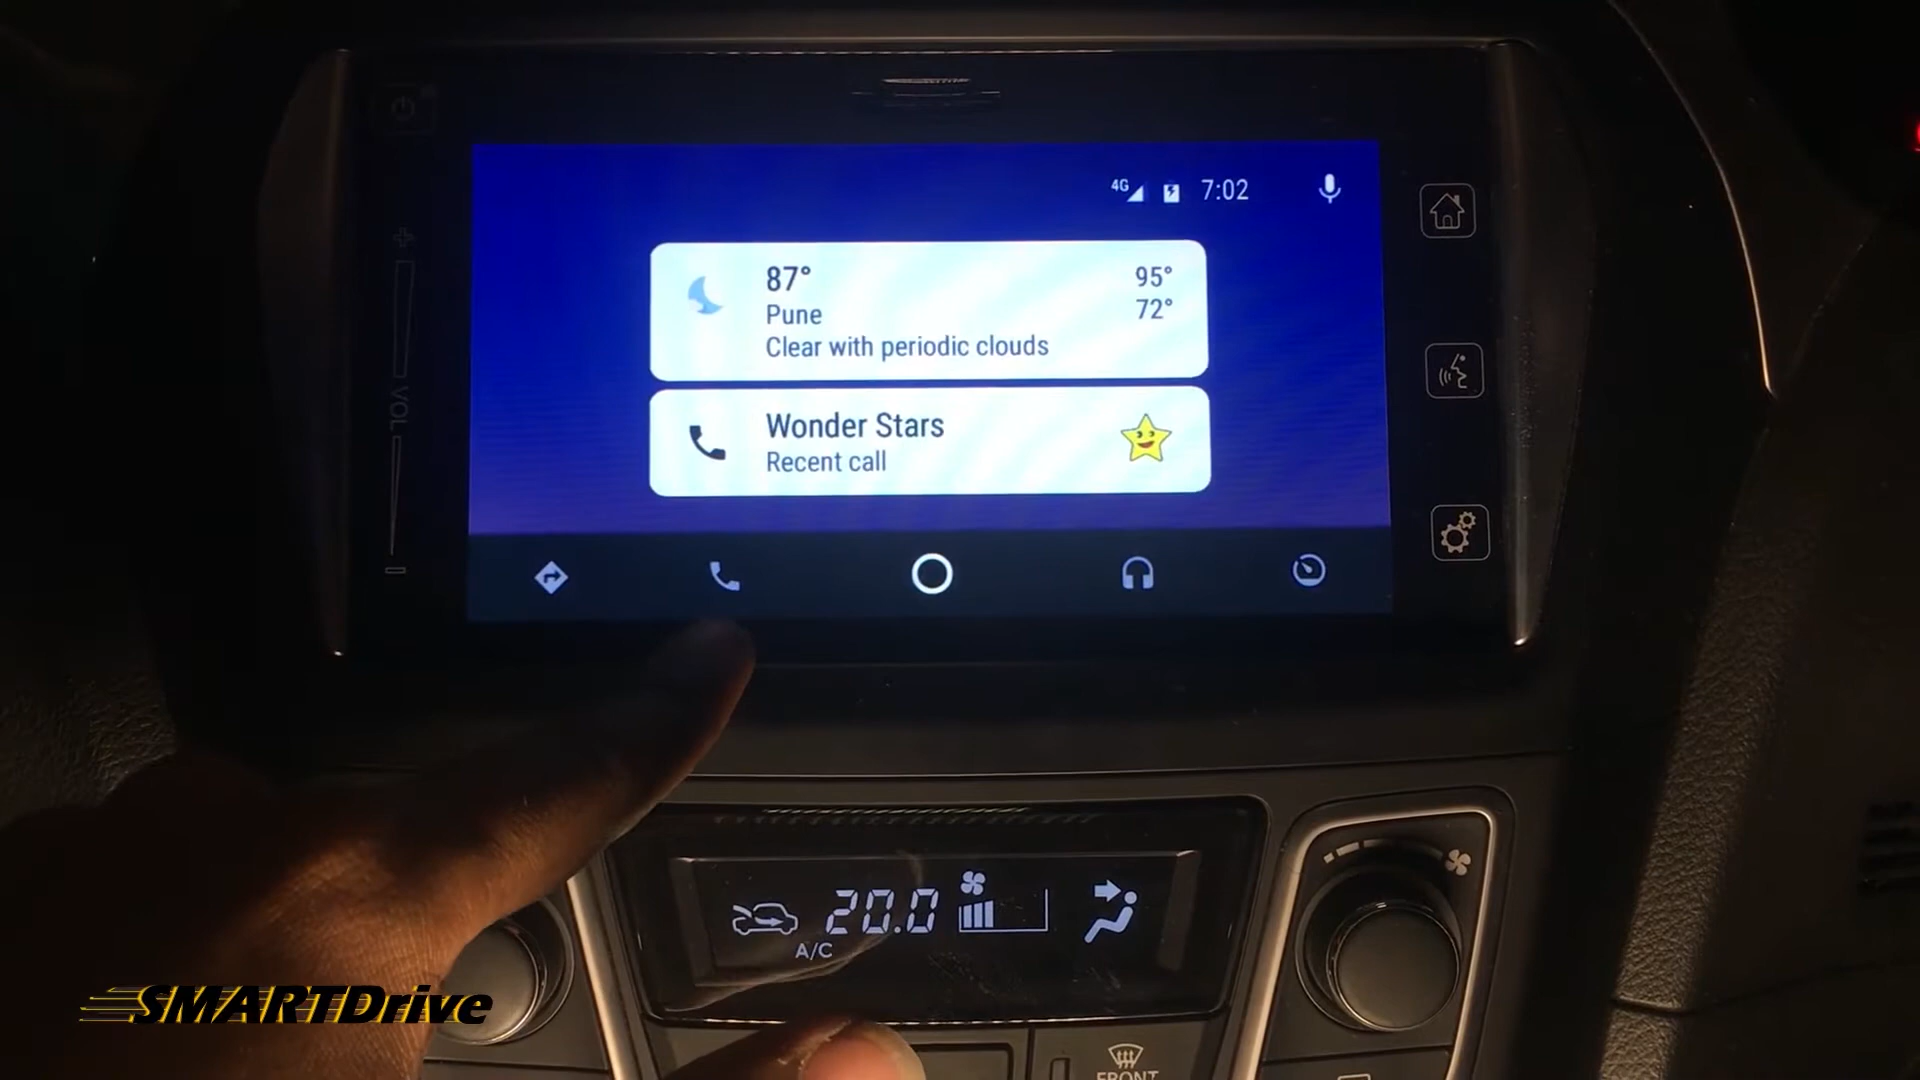 4G 7:02
87° 95°
Pune 72°
Clear with periodic clouds
Wonder Stars
Recent call
VOL
20.0
A/C
FRONT
SMARTDrive